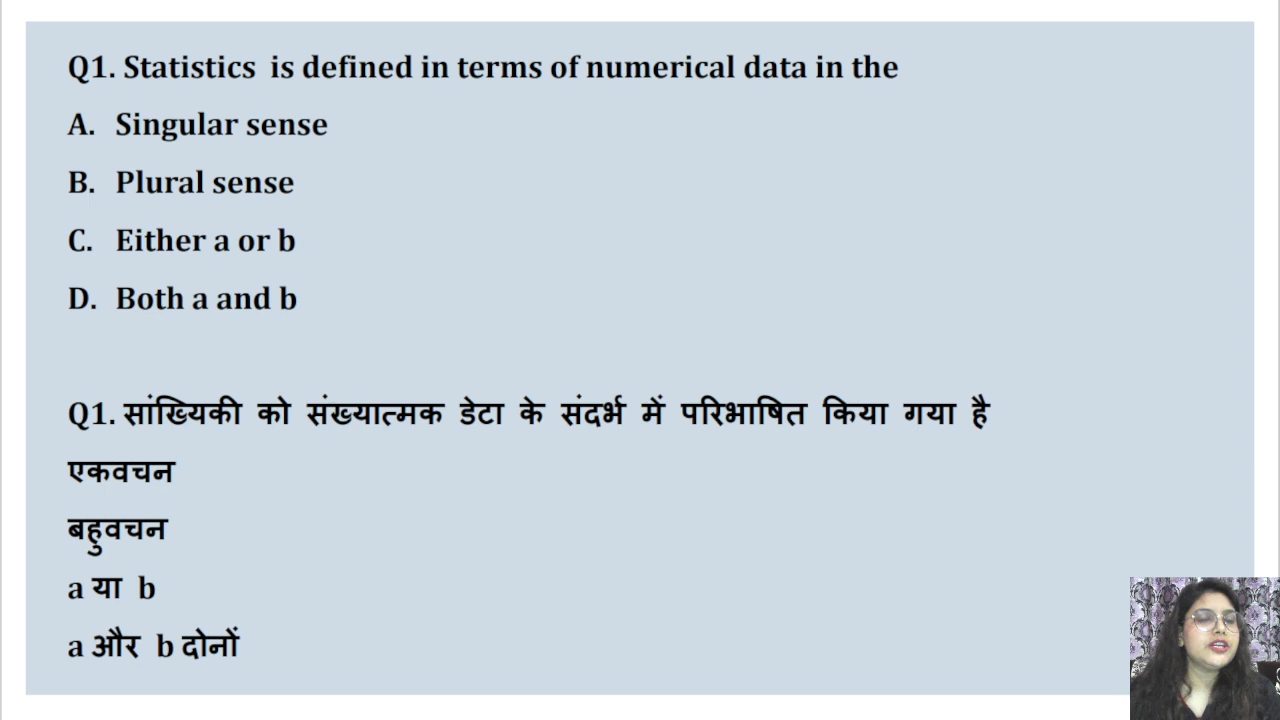 Q1. Statistics is defined in terms of numerical data in the
A. Singular sense
B. Plural sense
C. Either a or b
D. Both a and b
Q1. सांख्यिकी को संख्यात्मक डेटा के संदर्भ में परिभाषित किया गया है
एकवचन
बहुवचन
a या b
a और b दोनों